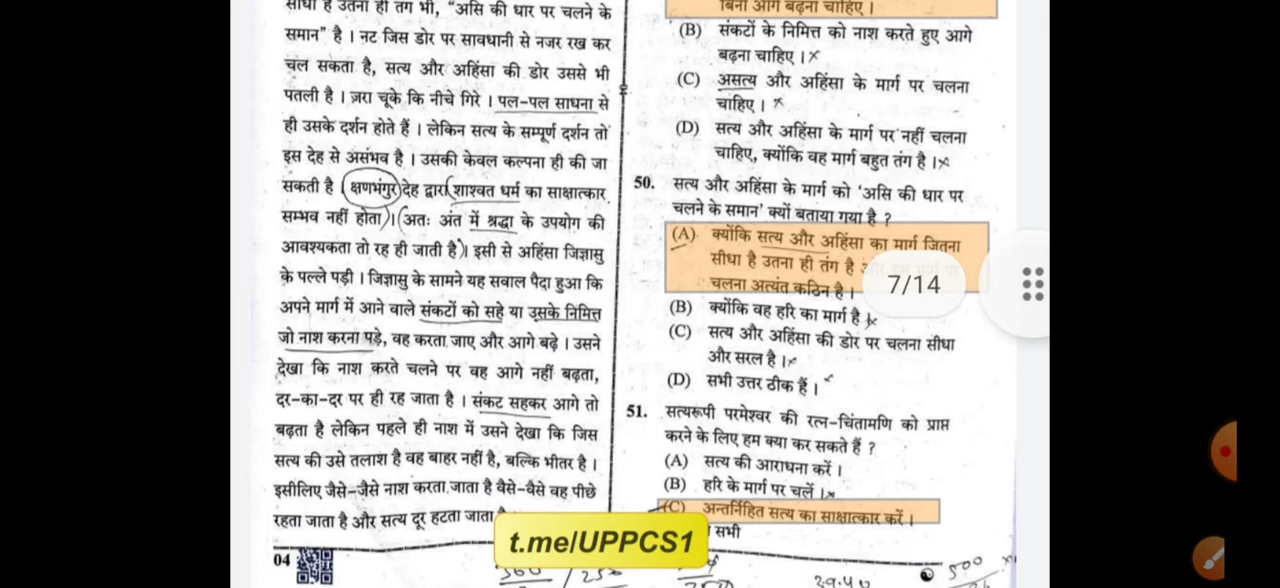 साधा है उतना ही तंग भी, “असि की धार पर चलने के
समान” है । नट जिस डोर पर सावधानी से नजर रख कर
चल सकता है, सत्य और अहिंसा की डोर उससे भी
पतली है । ज़रा चूके कि नीचे गिरे । पल-पल साधना से
ही उसके दर्शन होते हैं । लेकिन सत्य के सम्पूर्ण दर्शन तो
इस देह से असंभव है । उसकी केवल कल्पना ही की जा
सकती है । क्षणभंगुर देह द्वारा शाश्वत धर्म का साक्षात्कार
सम्भव नहीं होता । अतः अंत में श्रद्धा के उपयोग की
आवश्यकता तो रह ही जाती है । इसी से अहिंसा जिज्ञासु
के पल्ले पड़ी । जिज्ञासु के सामने यह सवाल पैदा हुआ कि
अपने मार्ग में आने वाले संकटों को सहे या उसके निमित्त
जो नाश करना पड़े, वह करता जाए और आगे बढ़े । उसने
देखा कि नाश करते चलने पर वह आगे नहीं बढ़ता,
दर-का-दर पर ही रह जाता है । संकट सहकर आगे तो
बढ़ता है लेकिन पहले ही नाश में उसने देखा कि जिस
सत्य की उसे तलाश है वह बाहर नहीं है, बल्कि भीतर है ।
इसीलिए जैसे-जैसे नाश करता जाता है वैसे-वैसे वह पीछे
रहता जाता है और सत्य दूर हटता जाता
04
बिना आगे बढ़ना चाहिए ।
(B) संकटों के निमित्त को नाश करते हुए आगे
बढ़ना चाहिए ।
(C) असत्य और अहिंसा के मार्ग पर चलना
चाहिए ।
(D) सत्य और अहिंसा के मार्ग पर नहीं चलना
चाहिए, क्योंकि वह मार्ग बहुत तंग है ।
50. सत्य और अहिंसा के मार्ग को ‘असि की धार पर
चलने के समान’ क्यों बताया गया है ?
(A) क्योंकि सत्य और अहिंसा का मार्ग जितना
सीधा है उतना ही तंग है
चलना अत्यंत कठिन है ।
7/14
(B) क्योंकि वह हरि का मार्ग है ।
(C) सत्य और अहिंसा की डोर पर चलना सीधा
और सरल है ।
(D) सभी उत्तर ठीक हैं ।
51. सत्यरूपी परमेश्वर की रत्न-चिंतामणि को प्राप्त
करने के लिए हम क्या कर सकते हैं ?
(A) सत्य की आराधना करें ।
(B) हरि के मार्ग पर चलें ।
(C) अन्तर्निहित सत्य का साक्षात्कार करें ।
सभी
t.me/UPPCS1
500